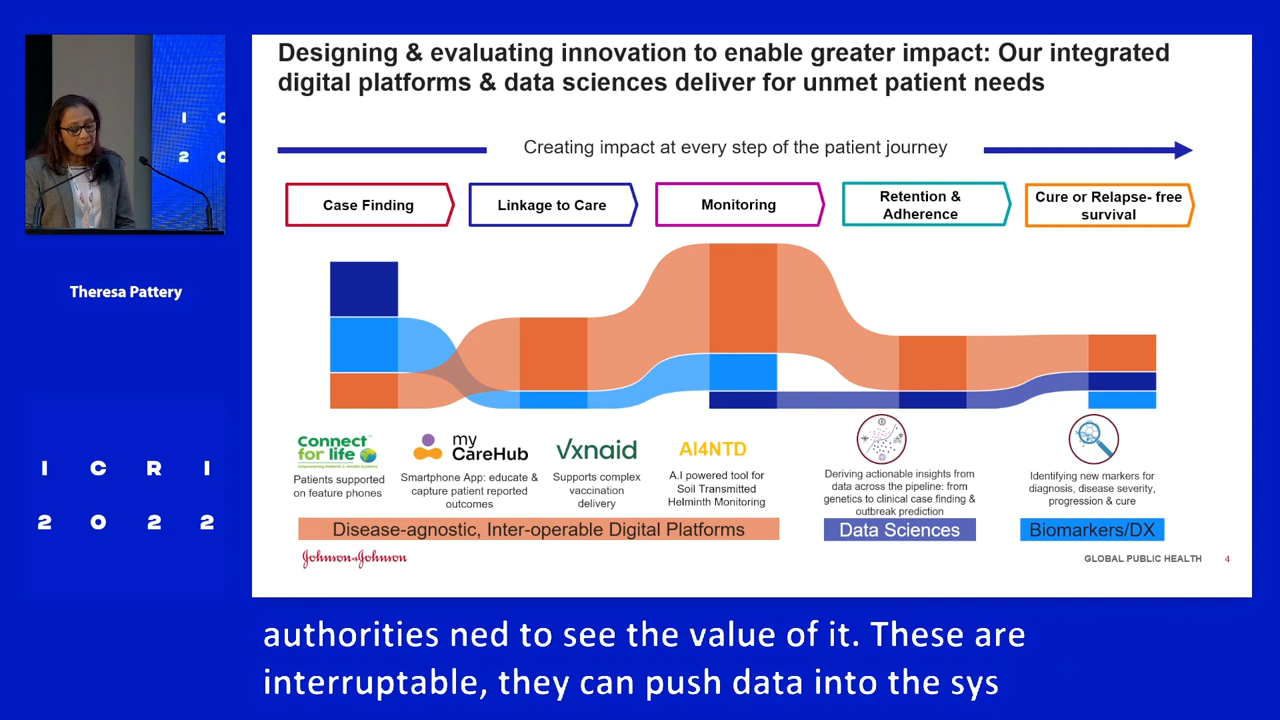 Designing & evaluating innovation to enable greater impact: Our integrated
digital platforms & data sciences deliver for unmet patient needs
Creating impact at every step of the patient journey
Case Finding
Linkage to Care
Monitoring
Retention &
Adherence
Cure or Relapse- free
survival
I C
2 0
Theresa Pattery
I C R I
2 0 2 2
Connect
for life™
Empowering Patients & Health Systems
Patients supported
on feature phones
my
CareHub
Smartphone App: educate &
capture patient reported
outcomes
Vxnaid
Supports complex
vaccination
delivery
AI4NTD
A.I powered tool for
Soil Transmitted
Helminth Monitoring
Deriving actionable insights from
data across the pipeline: from
genetics to clinical case finding &
outbreak prediction
Identifying new markers for
diagnosis, disease severity,
progression & cure
Disease-agnostic, Inter-operable Digital Platforms
Data Sciences
Biomarkers/DX
Johnson & Johnson
GLOBAL PUBLIC HEALTH 4
authorities ned to see the value of it. These are
interruptable, they can push data into the sys